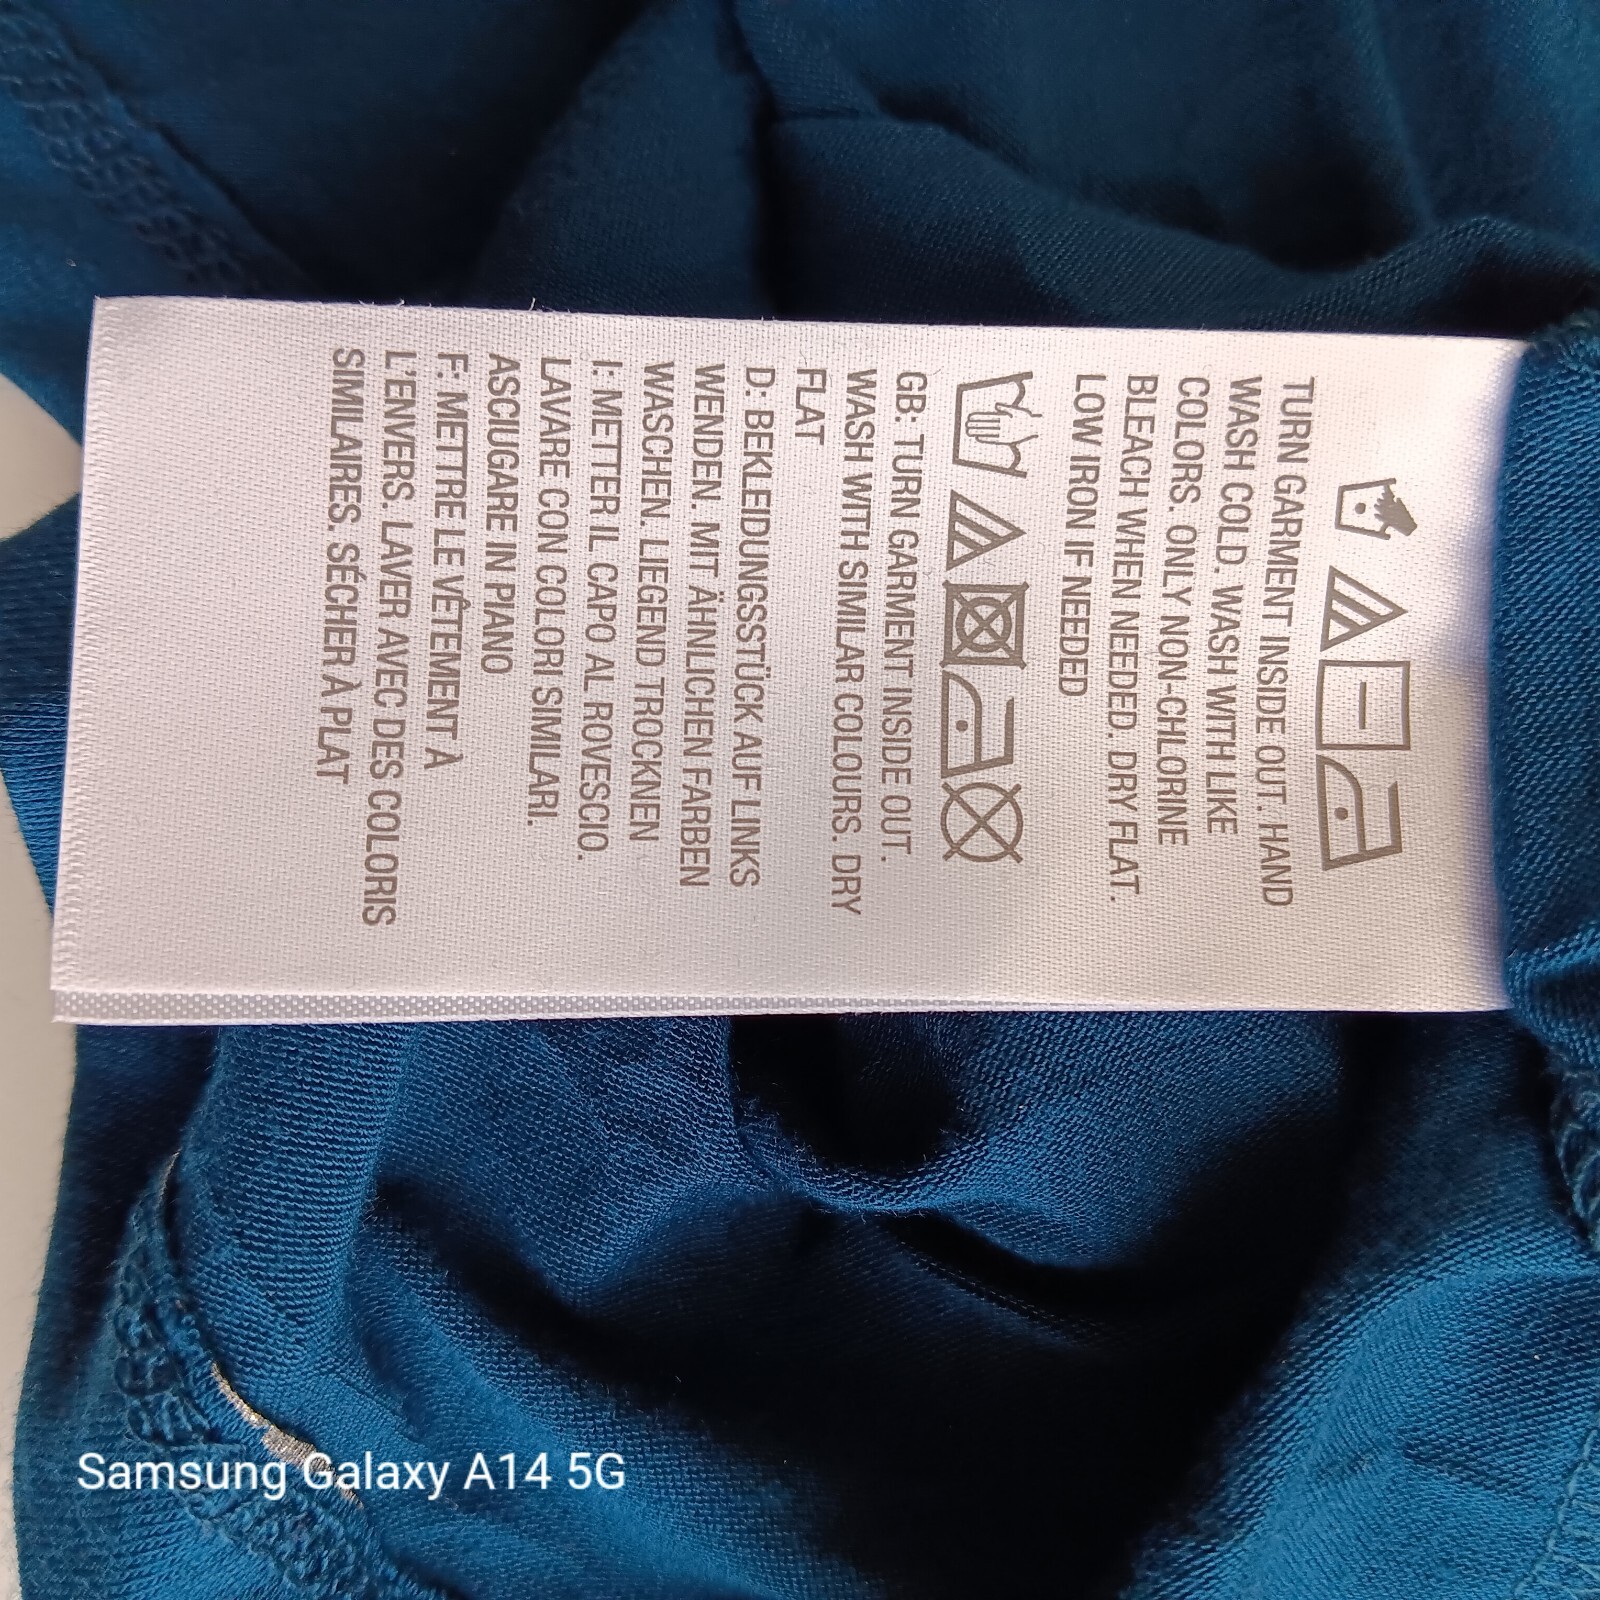 TURN GARMENT INSIDE OUT. HAND
WASH COLD. WASH WITH LIKE
COLORS. ONLY NON-CHLORINE
BLEACH WHEN NEEDED. DRY FLAT.
LOW IRON IF NEEDED
GB: TURN GARMENT INSIDE OUT.
WASH WITH SIMILAR COLOURS. DRY
FLAT
D: BEKLEIDUNGSSTÜCK AUF LINKS
WENDEN. MIT ÄHNLICHEN FARBEN
WASCHEN. LIEGEND TROCKNEN
I: METTER IL CAPO AL ROVESCIO.
LAVARE CON COLORI SIMILARI.
ASCIUGARE IN PIANO
F: METTRE LE VÊTEMENT À
L'ENVERS. LAVER AVEC DES COLORIS
SIMILAIRES. SÉCHER À PLAT
Samsung Galaxy A14 5G